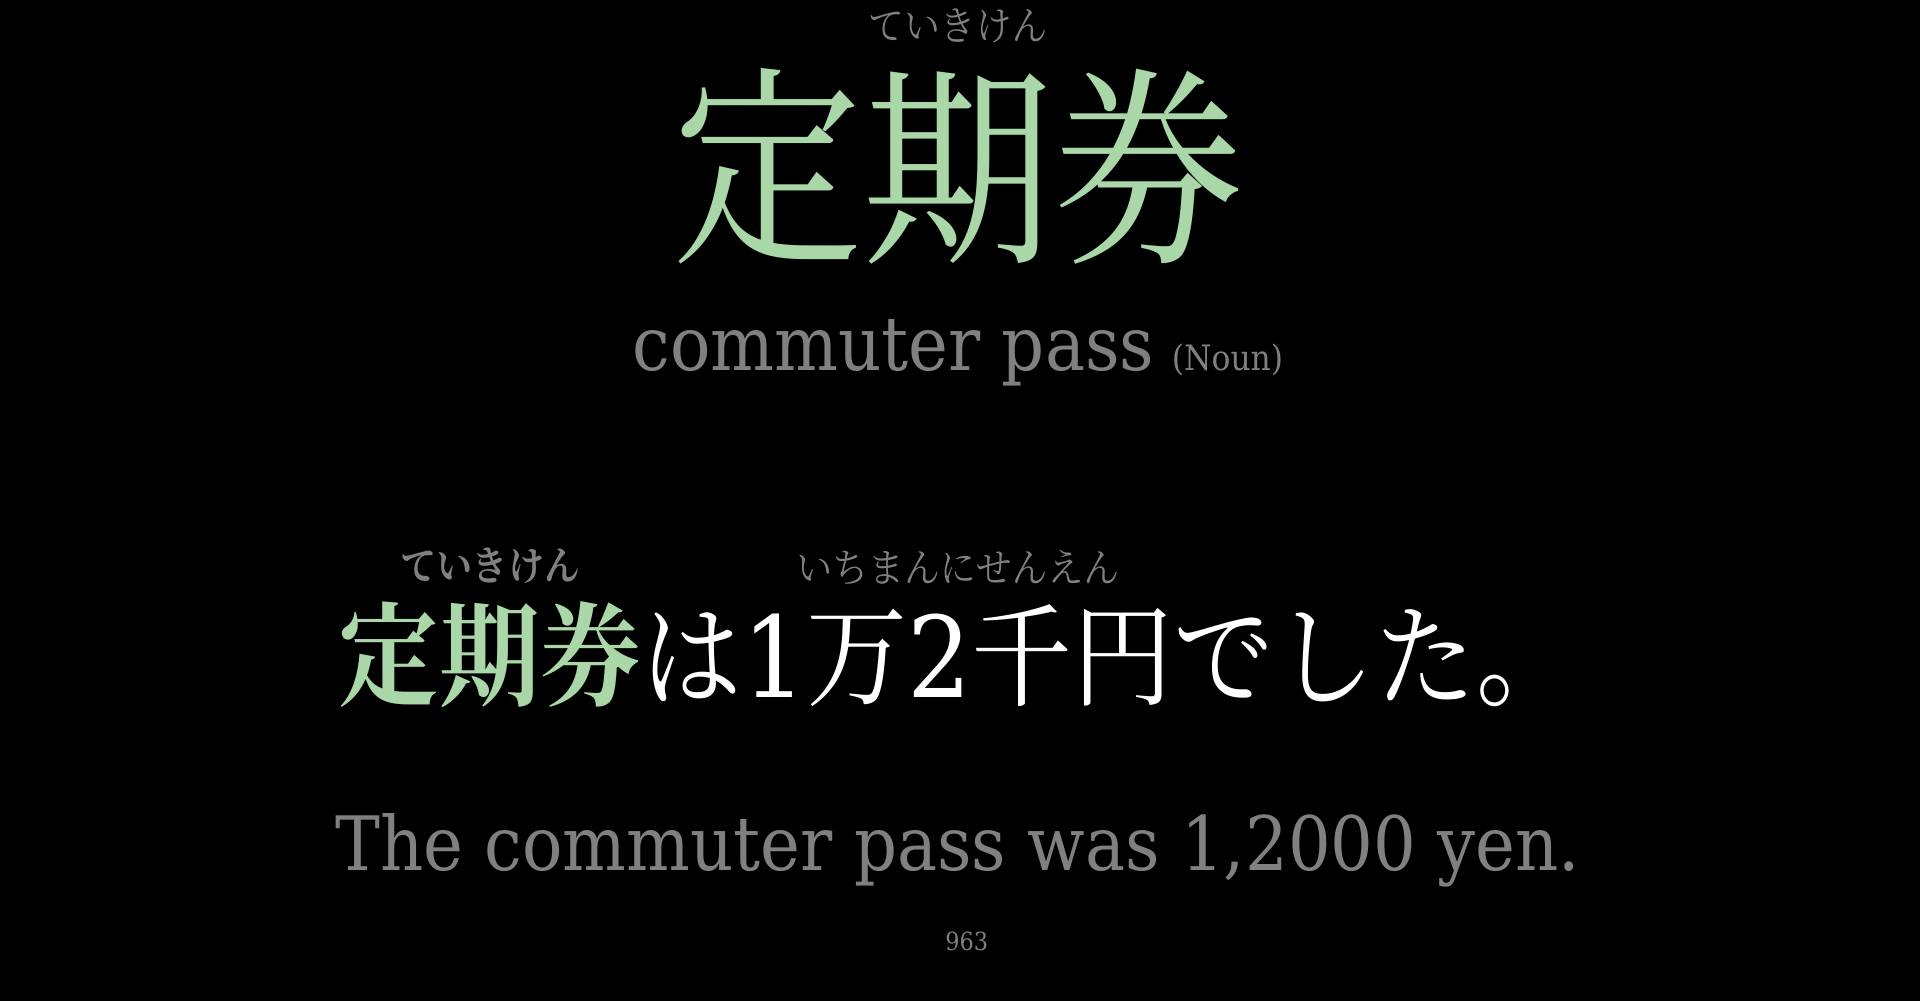 ていきけん
定期券
commuter pass (Noun)
ていきけん いちまんにせんえん
定期券は1万2千円でした。
The commuter pass was 1,2000 yen.
963